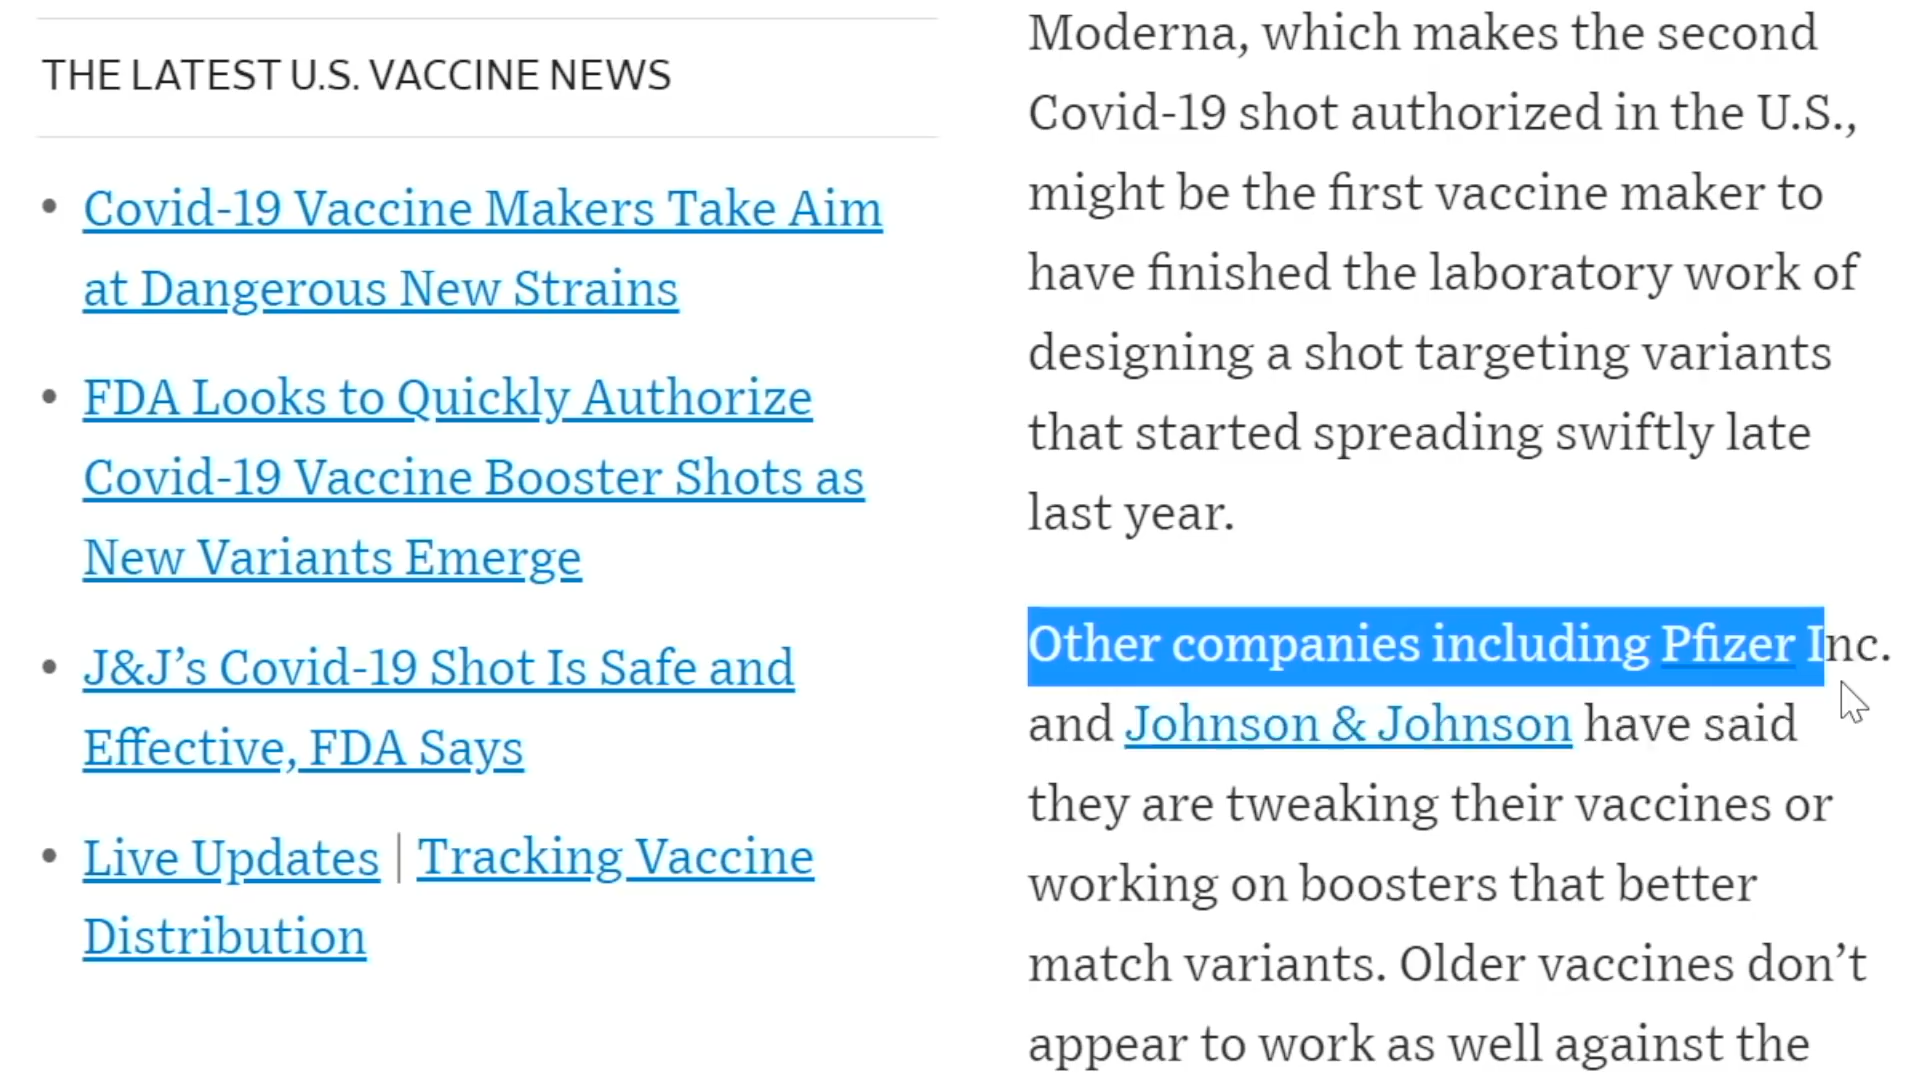 THE LATEST U.S. VACCINE NEWS
• Covid-19 Vaccine Makers Take Aim
at Dangerous New Strains
• FDA Looks to Quickly Authorize
Covid-19 Vaccine Booster Shots as
New Variants Emerge
• J&J’s Covid-19 Shot Is Safe and
Effective, FDA Says
• Live Updates | Tracking Vaccine
Distribution
Moderna, which makes the second
Covid-19 shot authorized in the U.S.,
might be the first vaccine maker to
have finished the laboratory work of
designing a shot targeting variants
that started spreading swiftly late
last year.
Other companies including Pfizer Inc.
and Johnson & Johnson have said
they are tweaking their vaccines or
working on boosters that better
match variants. Older vaccines don’t
appear to work as well against the